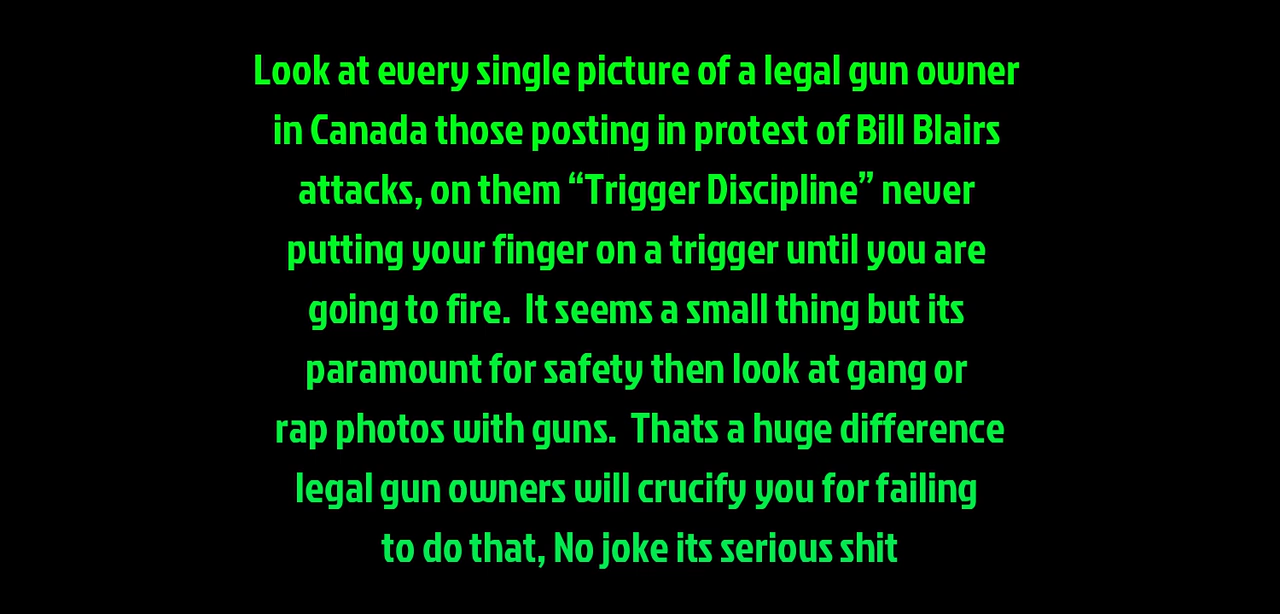 Look at every single picture of a legal gun owner
in Canada those posting in protest of Bill Blairs
attacks, on them “Trigger Discipline” never
putting your finger on a trigger until you are
going to fire.  It seems a small thing but its
paramount for safety then look at gang or
rap photos with guns.  Thats a huge difference
legal gun owners will crucify you for failing
to do that, No joke its serious shit